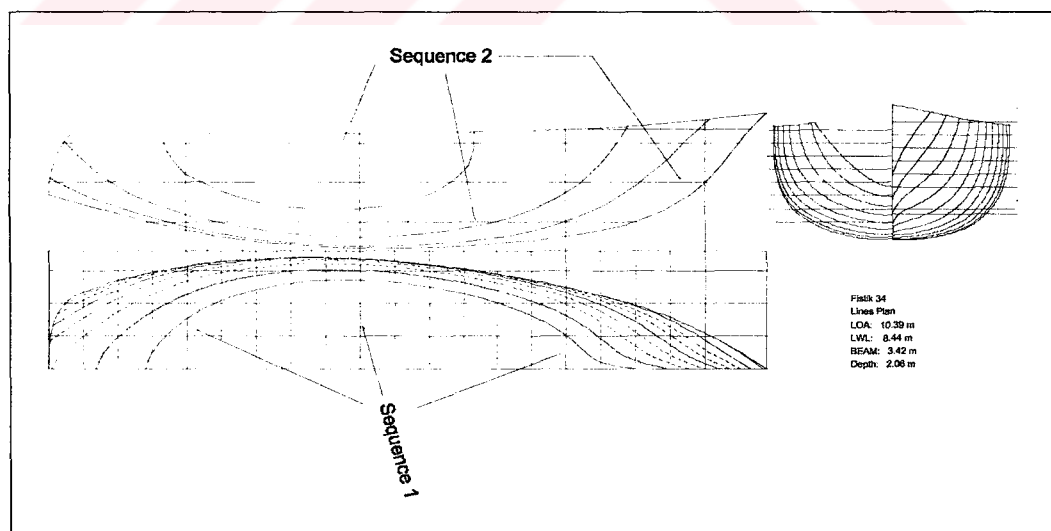 Sequence 2
Fistik 34
Lines Plan
LOA: 10.39 m
LWL: 8.44 m
BEAM: 3.42 m
Depth: 2.06 m
Sequence 1